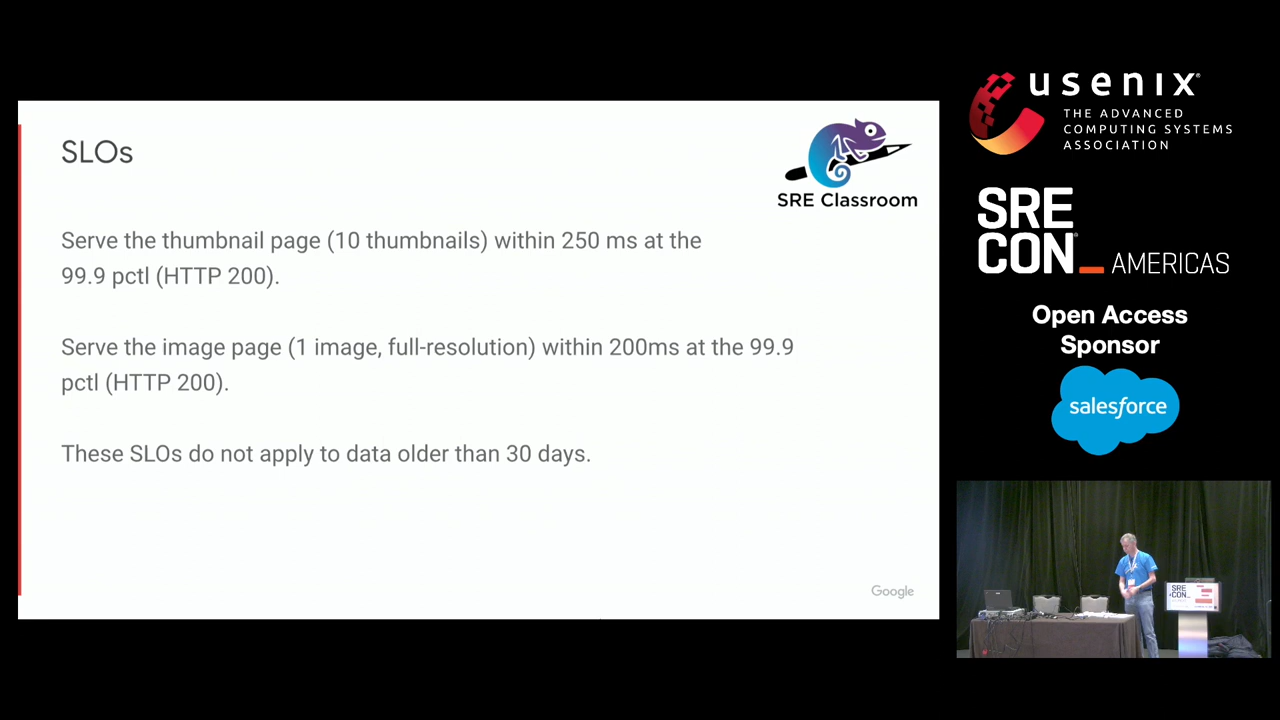 SLOs
SRE Classroom
Serve the thumbnail page (10 thumbnails) within 250 ms at the
99.9 pctl (HTTP 200).
Serve the image page (1 image, full-resolution) within 200ms at the 99.9
pctl (HTTP 200).
These SLOs do not apply to data older than 30 days.
Google
usenix®
THE ADVANCED
COMPUTING SYSTEMS
ASSOCIATION
SRE
CON
AMERICAS
Open Access
Sponsor
salesforce
SRE
CON